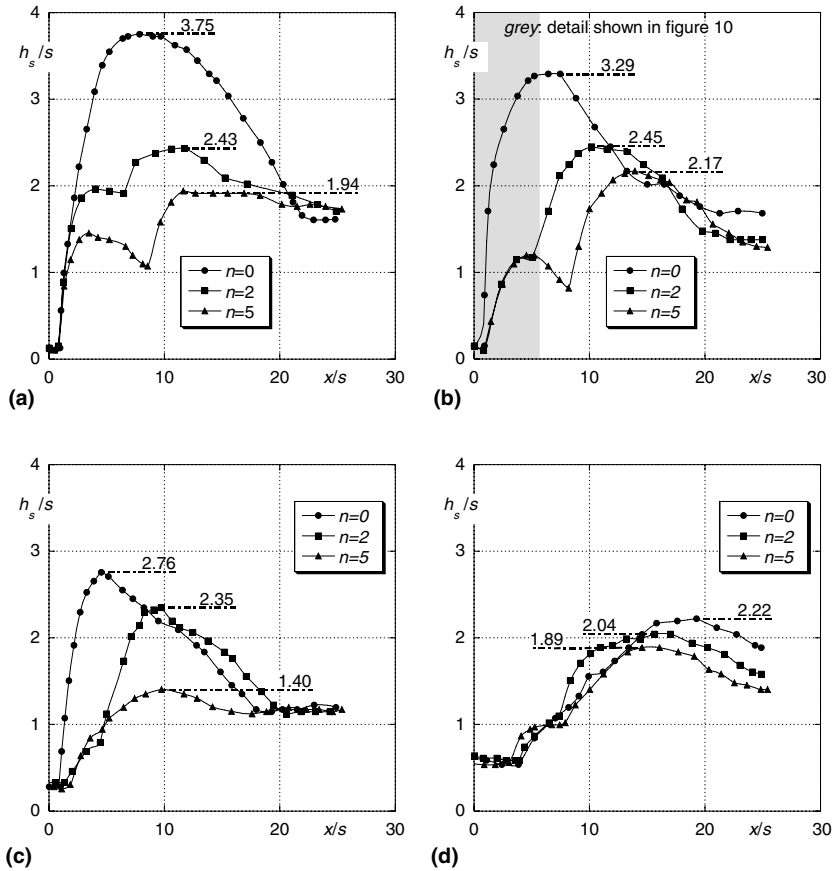 4
h_s/s
3
2
1
0
0
10
20
x/s
30
3.75
2.43
1.94
n=0
n=2
n=5
(a)
4
grey: detail shown in figure 10
h_s/s
3
2
1
0
0
10
20
x/s
30
3.29
2.45
2.17
n=0
n=2
n=5
(b)
4
h_s/s
3
2
1
0
0
10
20
x/s
30
n=0
n=2
n=5
2.76
2.35
1.40
(c)
4
h_s/s
3
2
1
0
0
10
20
x/s
30
n=0
n=2
n=5
2.22
2.04
1.89
(d)